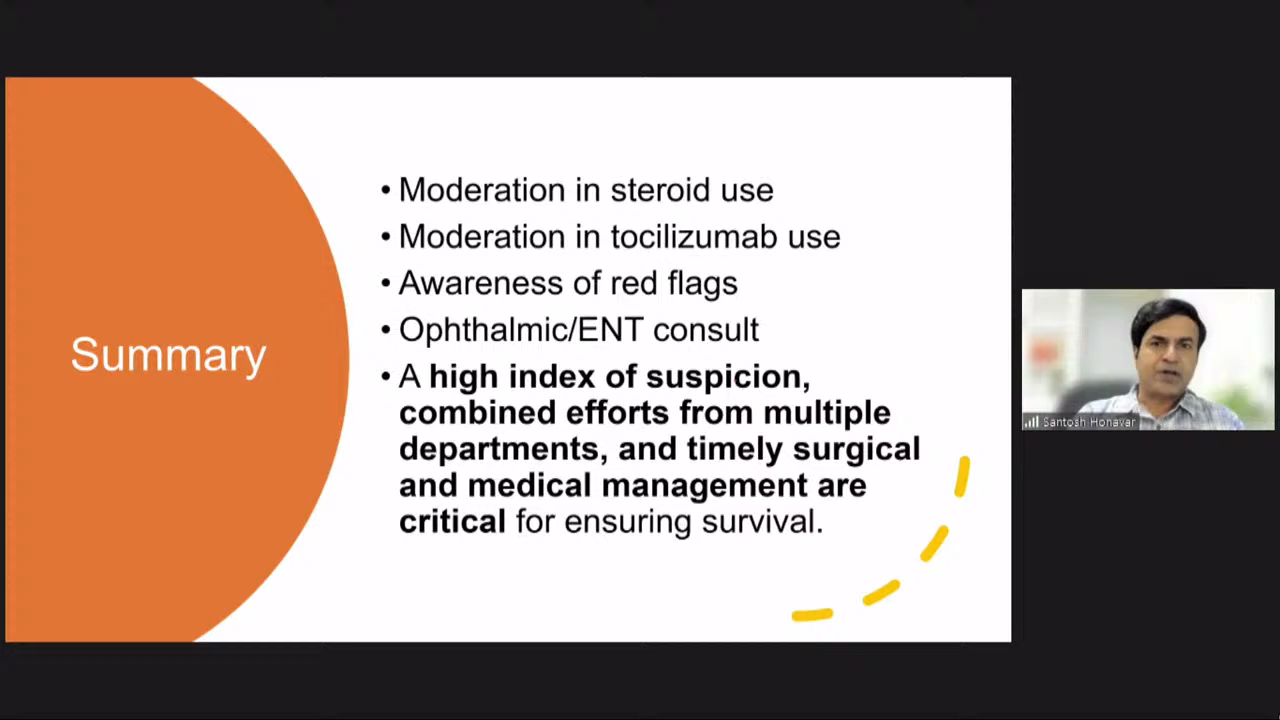 Summary
• Moderation in steroid use
• Moderation in tocilizumab use
• Awareness of red flags
• Ophthalmic/ENT consult
• A high index of suspicion,
combined efforts from multiple
departments, and timely surgical
and medical management are
critical for ensuring survival.
Santosh Honavar